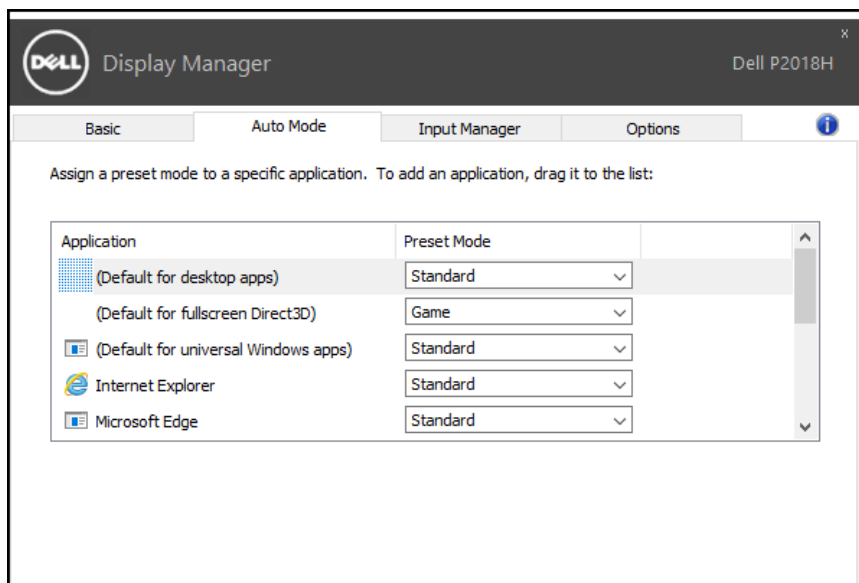 DELL Display Manager
x
Dell P2018H
Basic Auto Mode Input Manager Options
Assign a preset mode to a specific application. To add an application, drag it to the list:
Application Preset Mode
(Default for desktop apps) Standard
(Default for fullscreen Direct3D) Game
(Default for universal Windows apps) Standard
Internet Explorer Standard
Microsoft Edge Standard